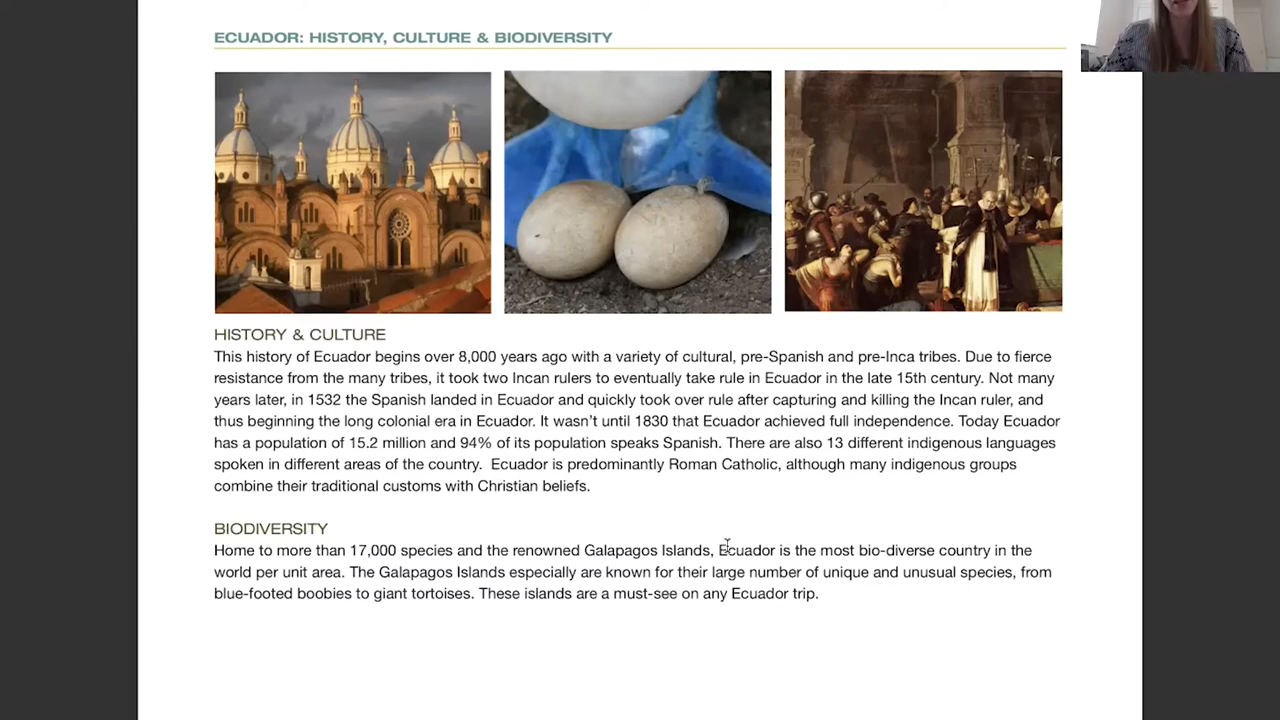 ECUADOR: HISTORY, CULTURE & BIODIVERSITY
HISTORY & CULTURE
This history of Ecuador begins over 8,000 years ago with a variety of cultural, pre-Spanish and pre-Inca tribes. Due to fierce
resistance from the many tribes, it took two Incan rulers to eventually take rule in Ecuador in the late 15th century. Not many
years later, in 1532 the Spanish landed in Ecuador and quickly took over rule after capturing and killing the Incan ruler, and
thus beginning the long colonial era in Ecuador. It wasn't until 1830 that Ecuador achieved full independence. Today Ecuador
has a population of 15.2 million and 94% of its population speaks Spanish. There are also 13 different indigenous languages
spoken in different areas of the country. Ecuador is predominantly Roman Catholic, although many indigenous groups
combine their traditional customs with Christian beliefs.
BIODIVERSITY
Home to more than 17,000 species and the renowned Galapagos Islands, Ecuador is the most bio-diverse country in the
world per unit area. The Galapagos Islands especially are known for their large number of unique and unusual species, from
blue-footed boobies to giant tortoises. These islands are a must-see on any Ecuador trip.